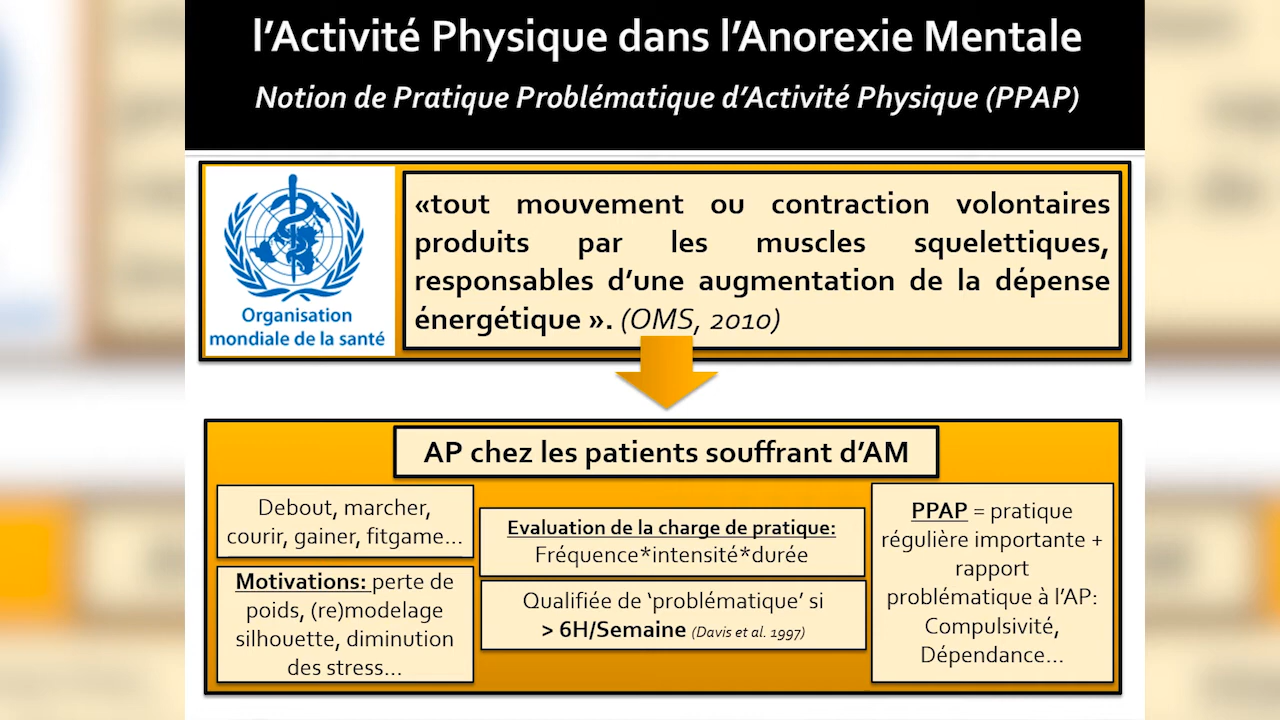 l'Activité Physique dans l'Anorexie Mentale
Notion de Pratique Problématique d'Activité Physique (PPAP)
Organisation
mondiale de la santé
«tout mouvement ou contraction volontaires
produits par les muscles squelettiques,
responsables d'une augmentation de la dépense
énergétique ». (OMS, 2010)
AP chez les patients souffrant d'AM
Debout, marcher,
courir, gainer, fitgame...
Motivations: perte de
poids, (re)modelage
silhouette, diminution
des stress...
Evaluation de la charge de pratique:
Fréquence*intensité*durée
Qualifiée de 'problématique' si
> 6H/Semaine (Davis et al. 1997)
PPAP = pratique
régulière importante +
rapport
problématique à l'AP:
Compulsivité,
Dépendance...